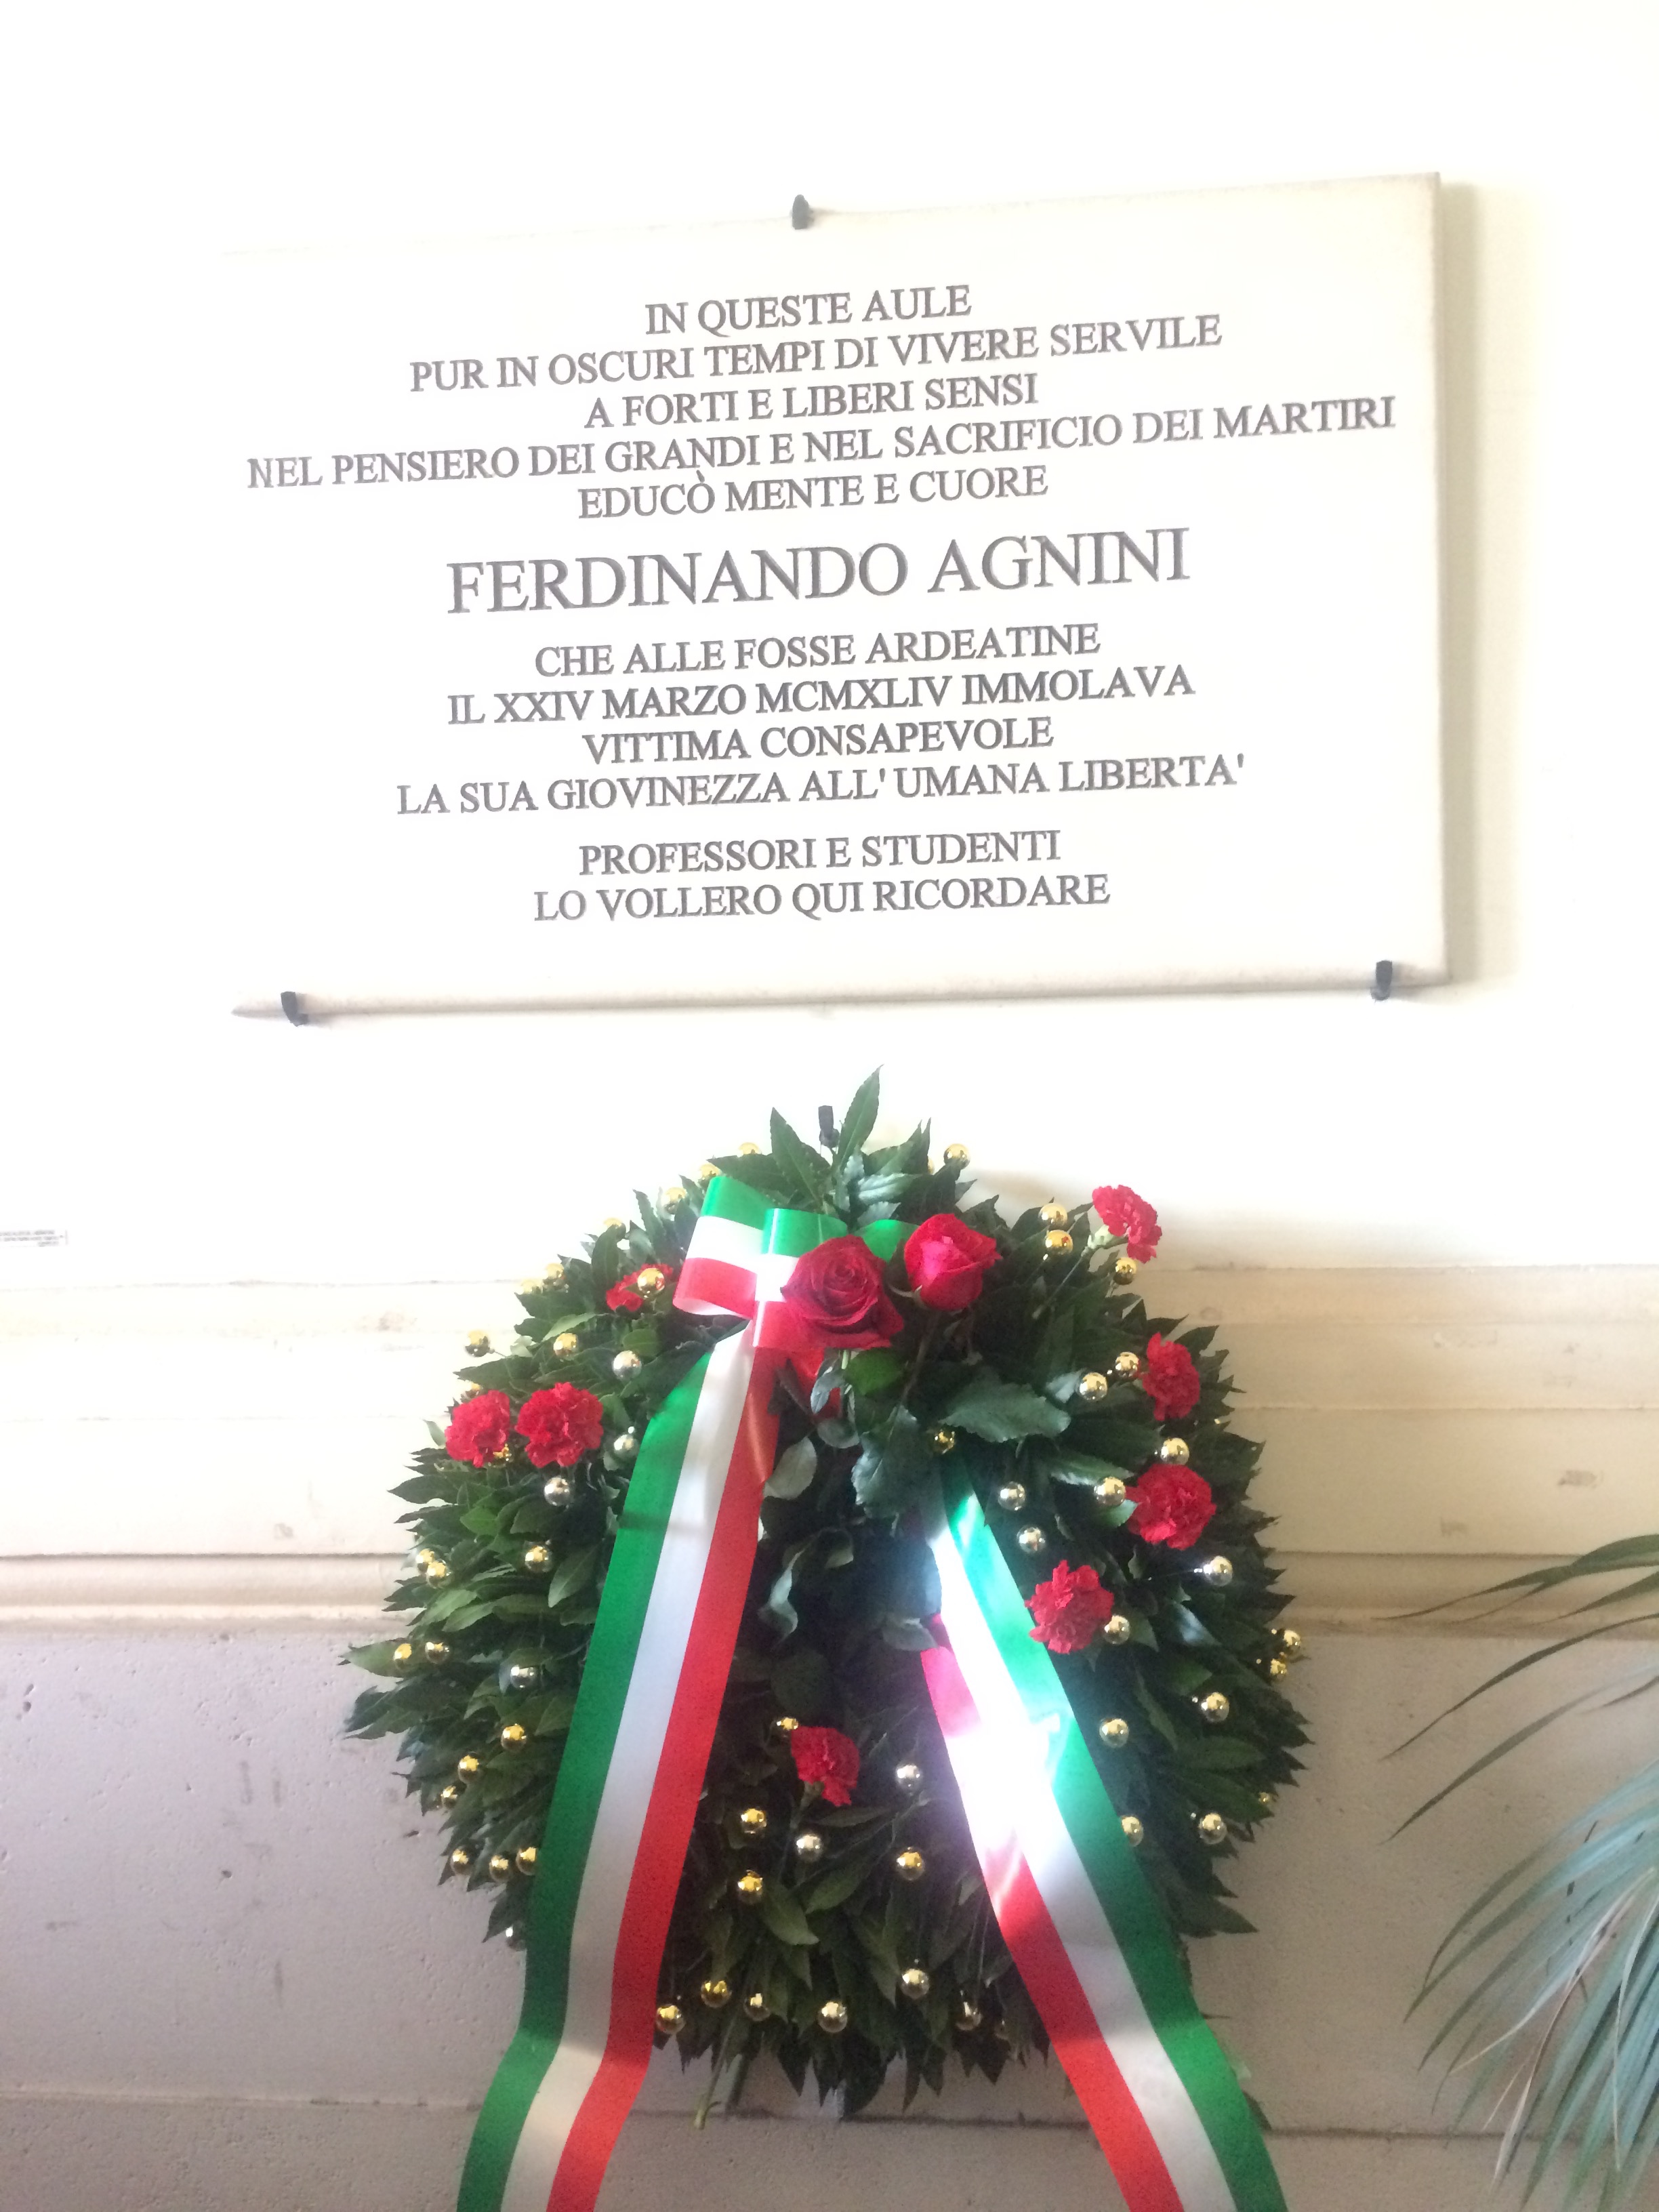 IN QUESTE AULE
PUR IN OSCURI TEMPI DI VIVERE SERVILE
A FORTI E LIBERI SENSI
NEL PENSIERO DEI GRANDI E NEL SACRIFICIO DEI MARTIRI
EDUCÒ MENTE E CUORE
FERDINANDO AGNINI
CHE ALLE FOSSE ARDEATINE
IL XXIV MARZO MCMXLIV IMMOLAVA
VITTIMA CONSAPEVOLE
LA SUA GIOVINEZZA ALL' UMANA LIBERTA'
PROFESSORI E STUDENTI
LO VOLLERO QUI RICORDARE